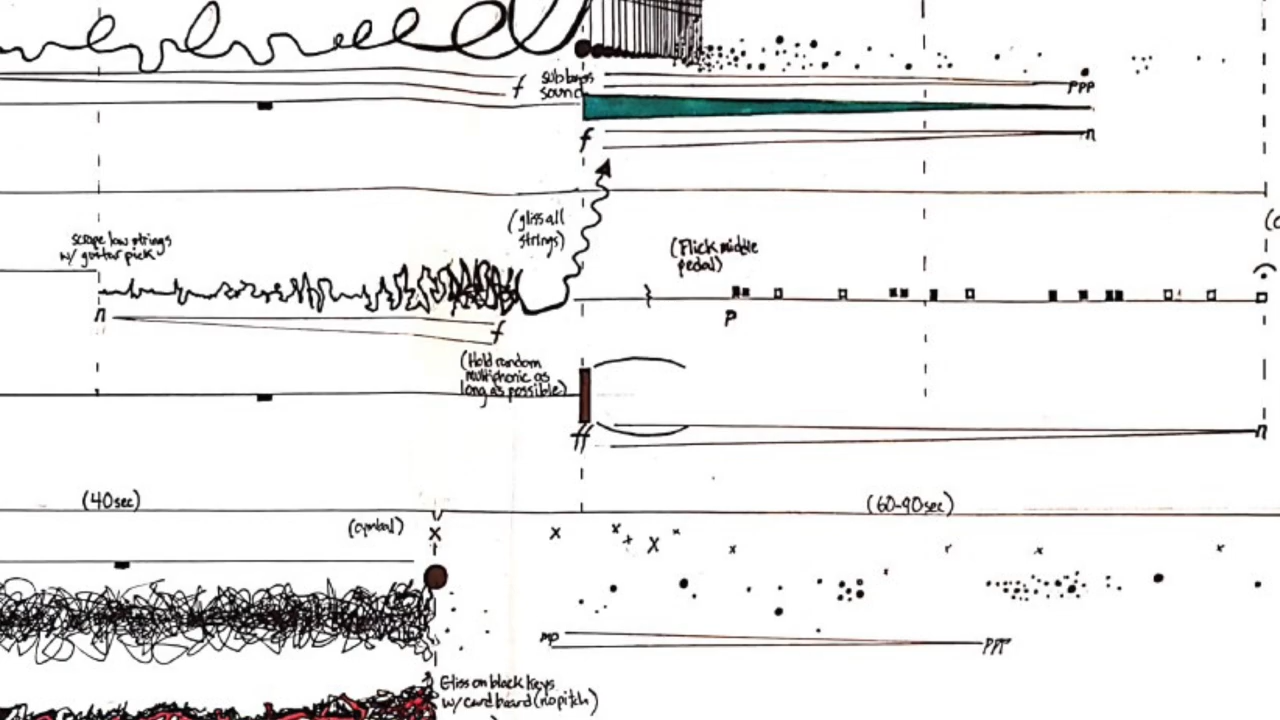 f
sub bass
sound
ppp
f
n
(gliss all
strings)
scrape low strings
w/ guitar pick
(Flick middle
pedal)
n
f
p
(Hold random
multiphonic as
long as possible)
ff
n
(40sec)
(60-90sec)
(cymbal)
mp
ppp
Gliss on black keys
w/ cardboard (no pitch)